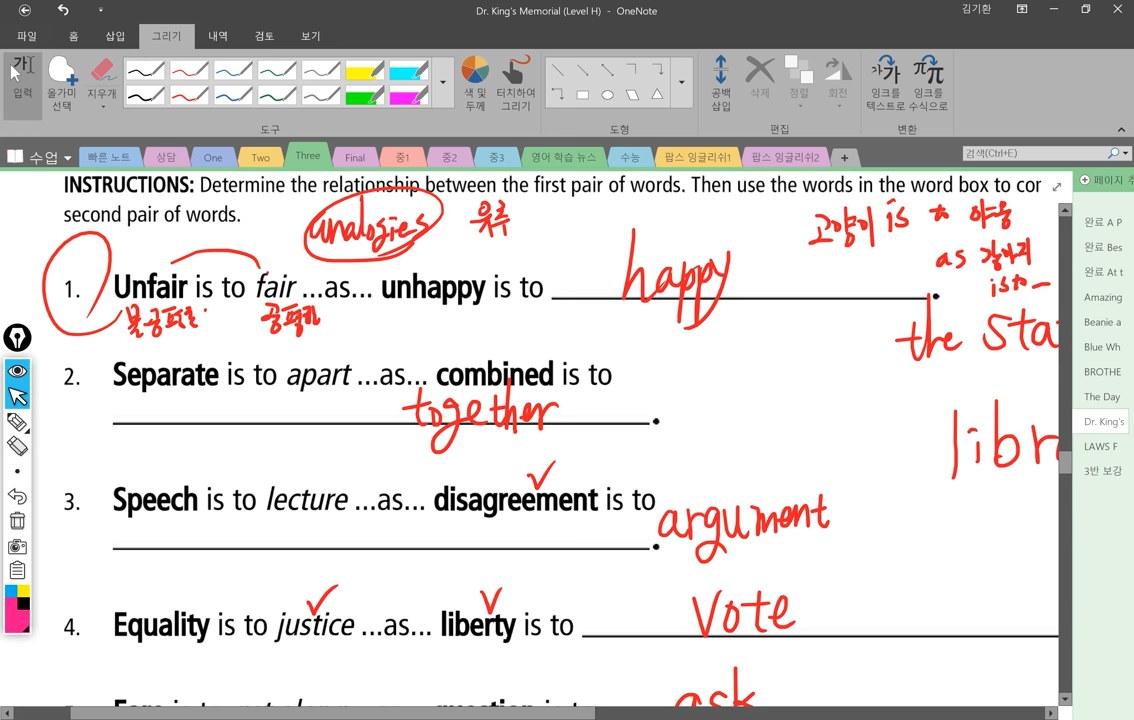 Dr. King's Memorial (Level H) - OneNote
김기환
파일 홈 삽입 그리기 내역 검토 보기
가
입력
올가미 선택
지우개
색 및 두께
터치하여 그리기
공백 삽입
삭제
정렬
회전
가가
잉크를 텍스트로
ππ
잉크를 수식으로
도구 도형 편집 변환
수업 빠른 노트 상담 One Two Three Final 중1 중2 중3 영어 학습 뉴스 수능 팝스 잉글리쉬1 팝스 잉글리쉬2
검색(Ctrl+E)
페이지 추
완료 A P
완료 Bes
완료 At t
Amazing
Beanie a
Blue Wh
BROTHE
The Day
Dr. King's
LAWS F
3반 보강
INSTRUCTIONS: Determine the relationship between the first pair of words. Then use the words in the word box to cor
second pair of words.
analogies 유추
고양이 is to 야옹
as 강아지
is to
1. Unfair is to fair ...as... unhappy is to happy.
불공평한 공평한
the sta
2. Separate is to apart ...as... combined is to
together.
libr
3. Speech is to lecture ...as... disagreement is to
argument
4. Equality is to justice ...as... liberty is to vote
ask